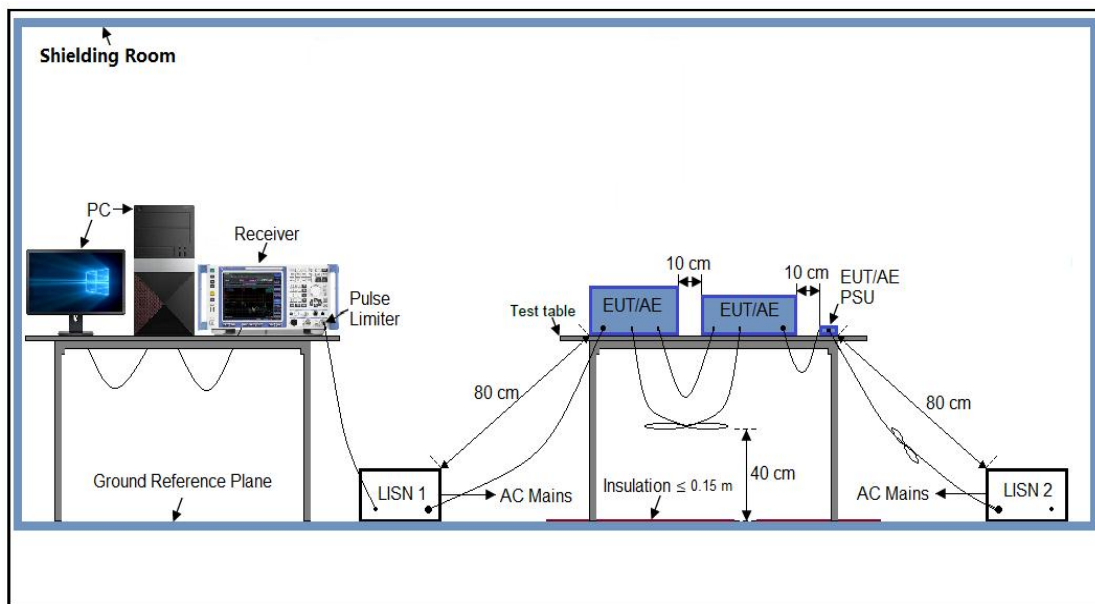 Shielding Room
PC
Receiver
Pulse
Limiter
10 cm
10 cm
EUT/AE
PSU
EUT/AE
EUT/AE
Test table
80 cm
80 cm
40 cm
Ground Reference Plane
LISN 1
AC Mains
Insulation ≤ 0.15 m
AC Mains
LISN 2